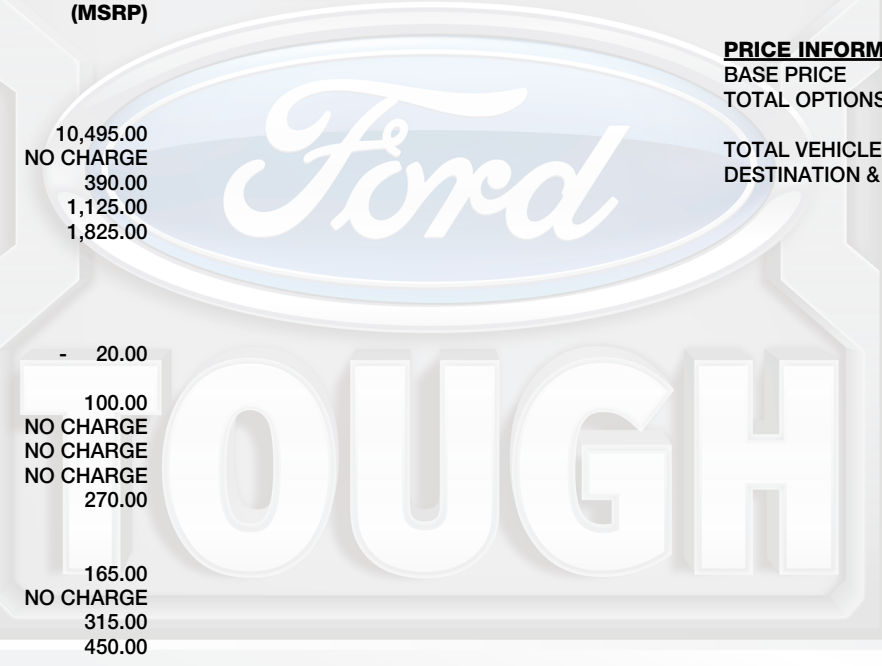 (MSRP)
PRICE INFORM
BASE PRICE
TOTAL OPTIONS
10,495.00
TOTAL VEHICLE
NO CHARGE
DESTINATION &
390.00
1,125.00
1,825.00
Ford
- 20.00
TOUGH
100.00
NO CHARGE
NO CHARGE
NO CHARGE
270.00
165.00
NO CHARGE
315.00
450.00